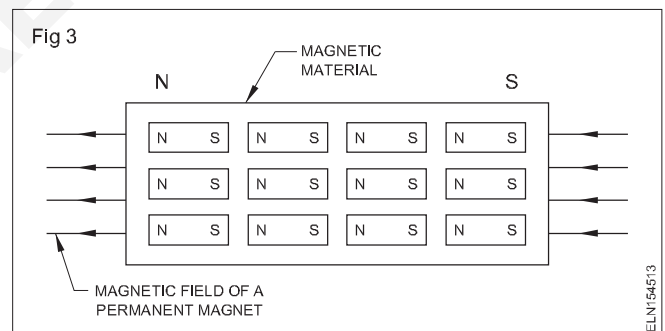 Fig 3
MAGNETIC
MATERIAL
N S
N S N S N S N S
N S N S N S N S
N S N S N S N S
MAGNETIC FIELD OF A
PERMANENT MAGNET
ELN154513